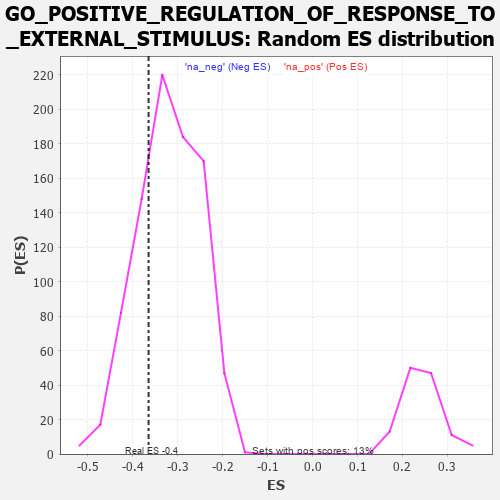 GO_POSITIVE_REGULATION_OF_RESPONSE_TO
_EXTERNAL_STIMULUS: Random ES distribution
'na_neg' (Neg ES) 'na_pos' (Pos ES)
220
200
180
160
140
120
100
80
60
40
20
0
P(ES)
Real ES -0.4
Sets with pos scores: 13%
-0.5 -0.4 -0.3 -0.2 -0.1 0.0 0.1 0.2 0.3
ES